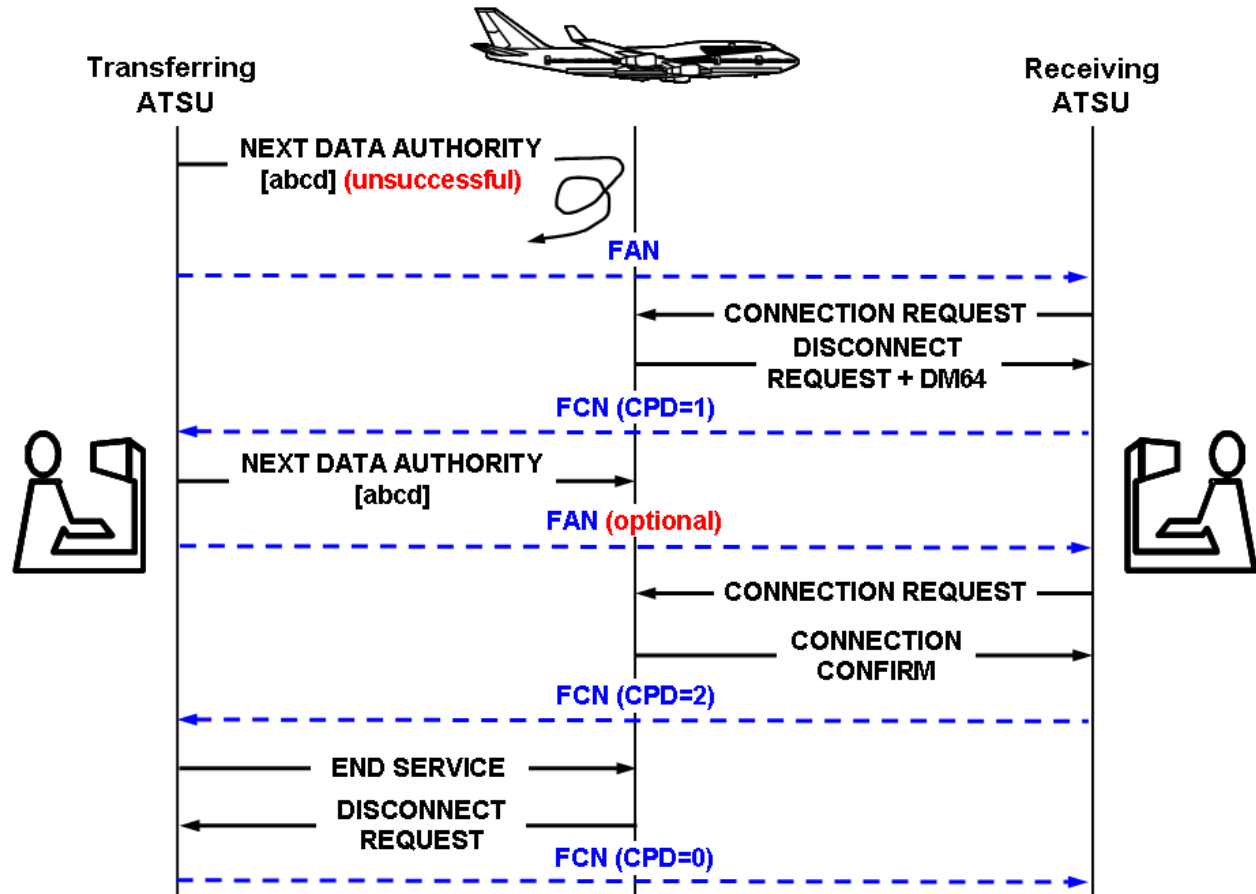 Transferring
ATSU
Receiving
ATSU
NEXT DATA AUTHORITY
[abcd] (unsuccessful)
FAN
CONNECTION REQUEST
DISCONNECT
REQUEST + DM64
FCN (CPD=1)
NEXT DATA AUTHORITY
[abcd]
FAN (optional)
CONNECTION REQUEST
CONNECTION
CONFIRM
FCN (CPD=2)
END SERVICE
DISCONNECT
REQUEST
FCN (CPD=0)